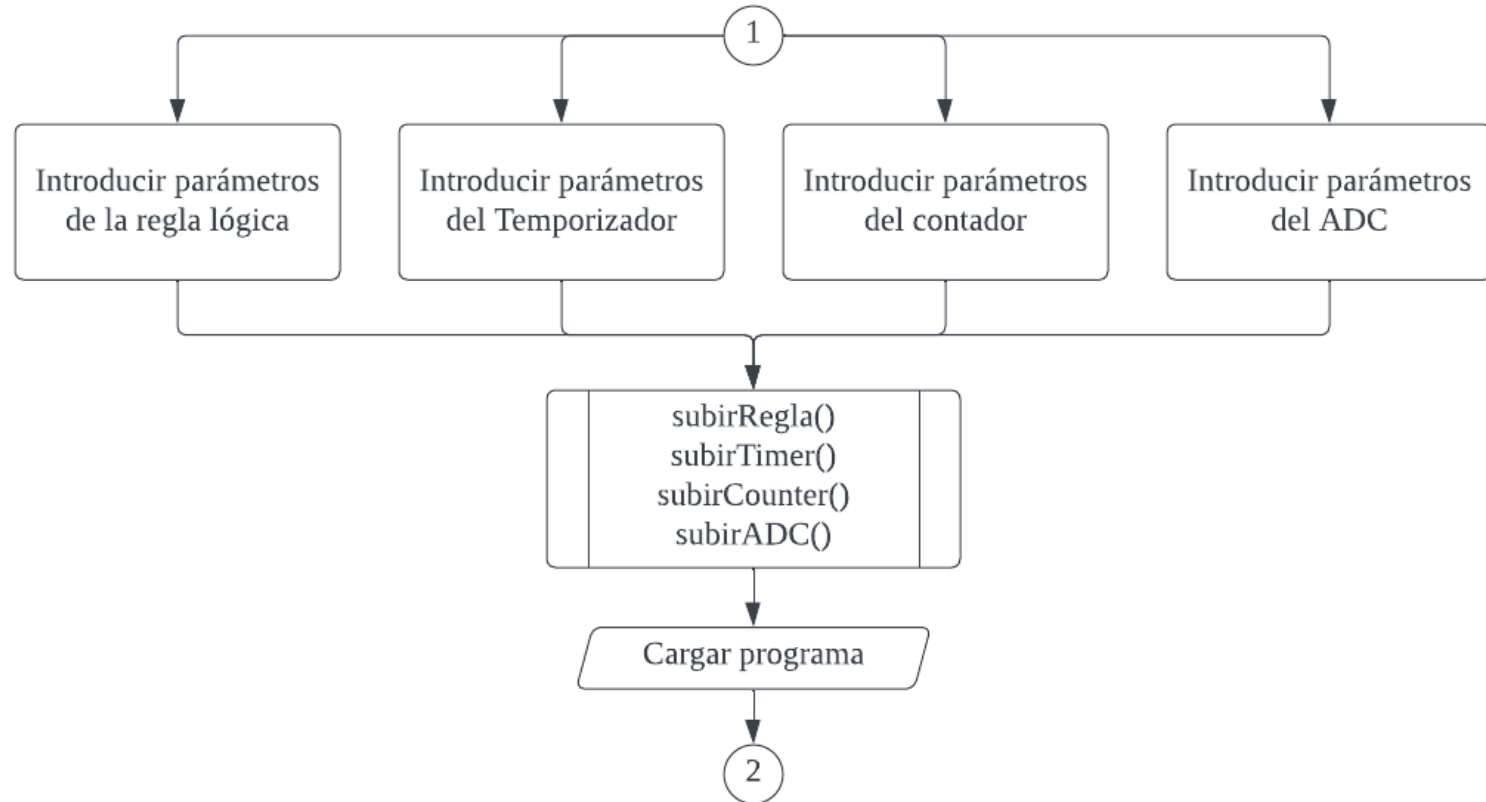 1
Introducir parámetros
de la regla lógica
Introducir parámetros
del Temporizador
Introducir parámetros
del contador
Introducir parámetros
del ADC
subirRegla()
subirTimer()
subirCounter()
subirADC()
Cargar programa
2